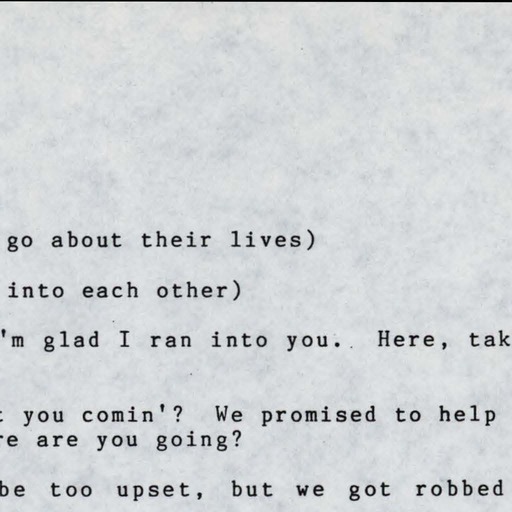 go about their lives)
into each other)
'm glad I ran into you. Here, tak
t you comin'? We promised to help
re are you going?
be too upset, but we got robbed